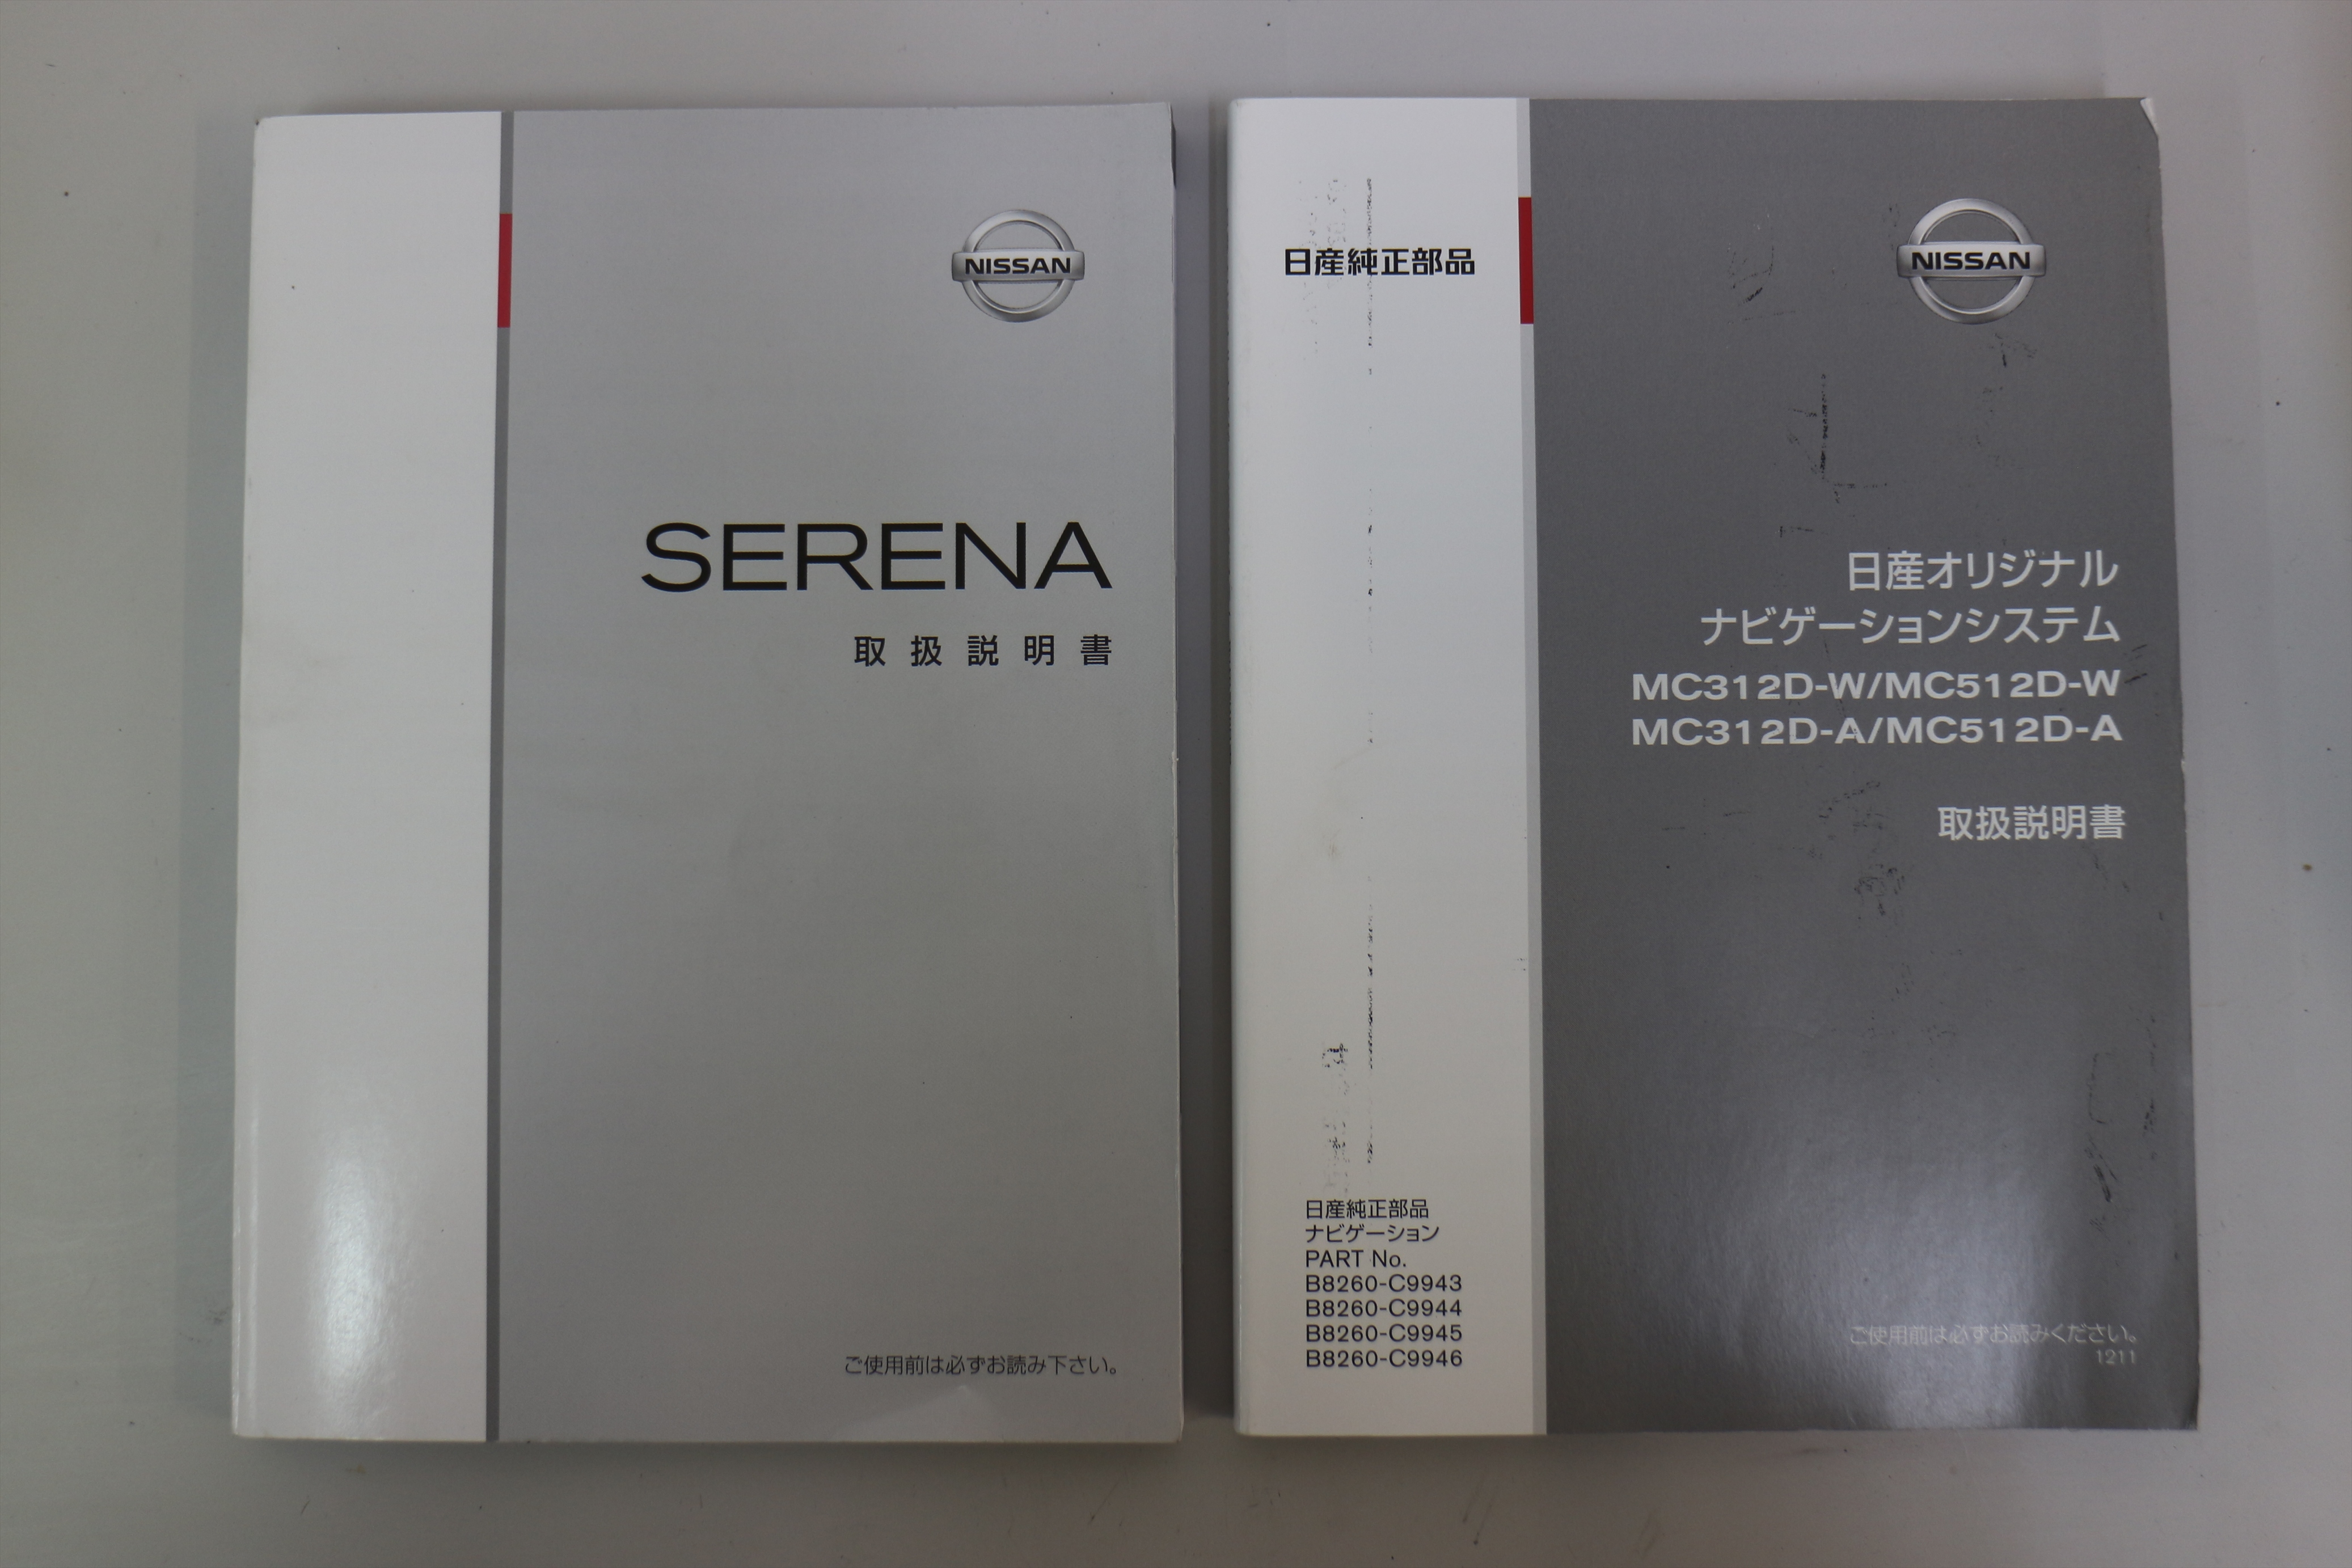 NISSAN
SERENA
取扱説明書
ご使用前は必ずお読み下さい。
日産純正部品
NISSAN
日産オリジナル
ナビゲーションシステム
MC312D-W/MC512D-W
MC312D-A/MC512D-A
取扱説明書
日産純正部品
ナビゲーション
PART No.
B8260-C9943
B8260-C9944
B8260-C9945
B8260-C9946
ご使用前は必ずお読みください。
1211